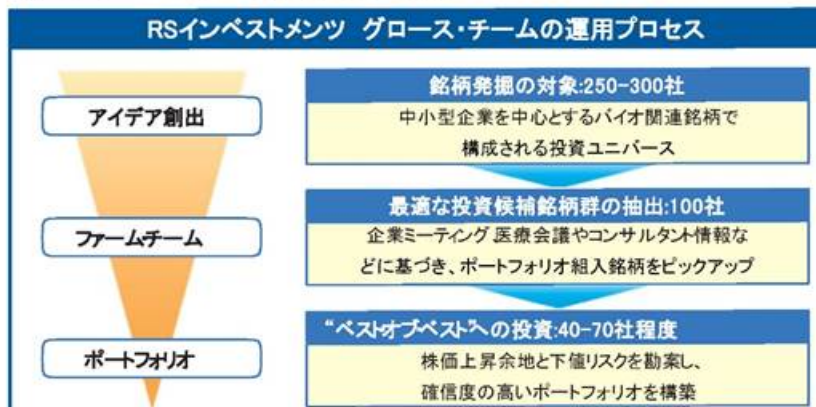 RSインベストメンツ グロース・チームの運用プロセス
アイデア創出
銘柄発掘の対象:250-300社
中小型企業を中心とするバイオ関連銘柄で
構成される投資ユニバース
ファームチーム
最適な投資候補銘柄群の抽出:100社
企業ミーティング、医療会議やコンサルタント情報な
どに基づき、ポートフォリオ組入銘柄をピックアップ
ポートフォリオ
“ベストオブベスト”への投資:40-70社程度
株価上昇余地と下値リスクを勘案し、
確信度の高いポートフォリオを構築